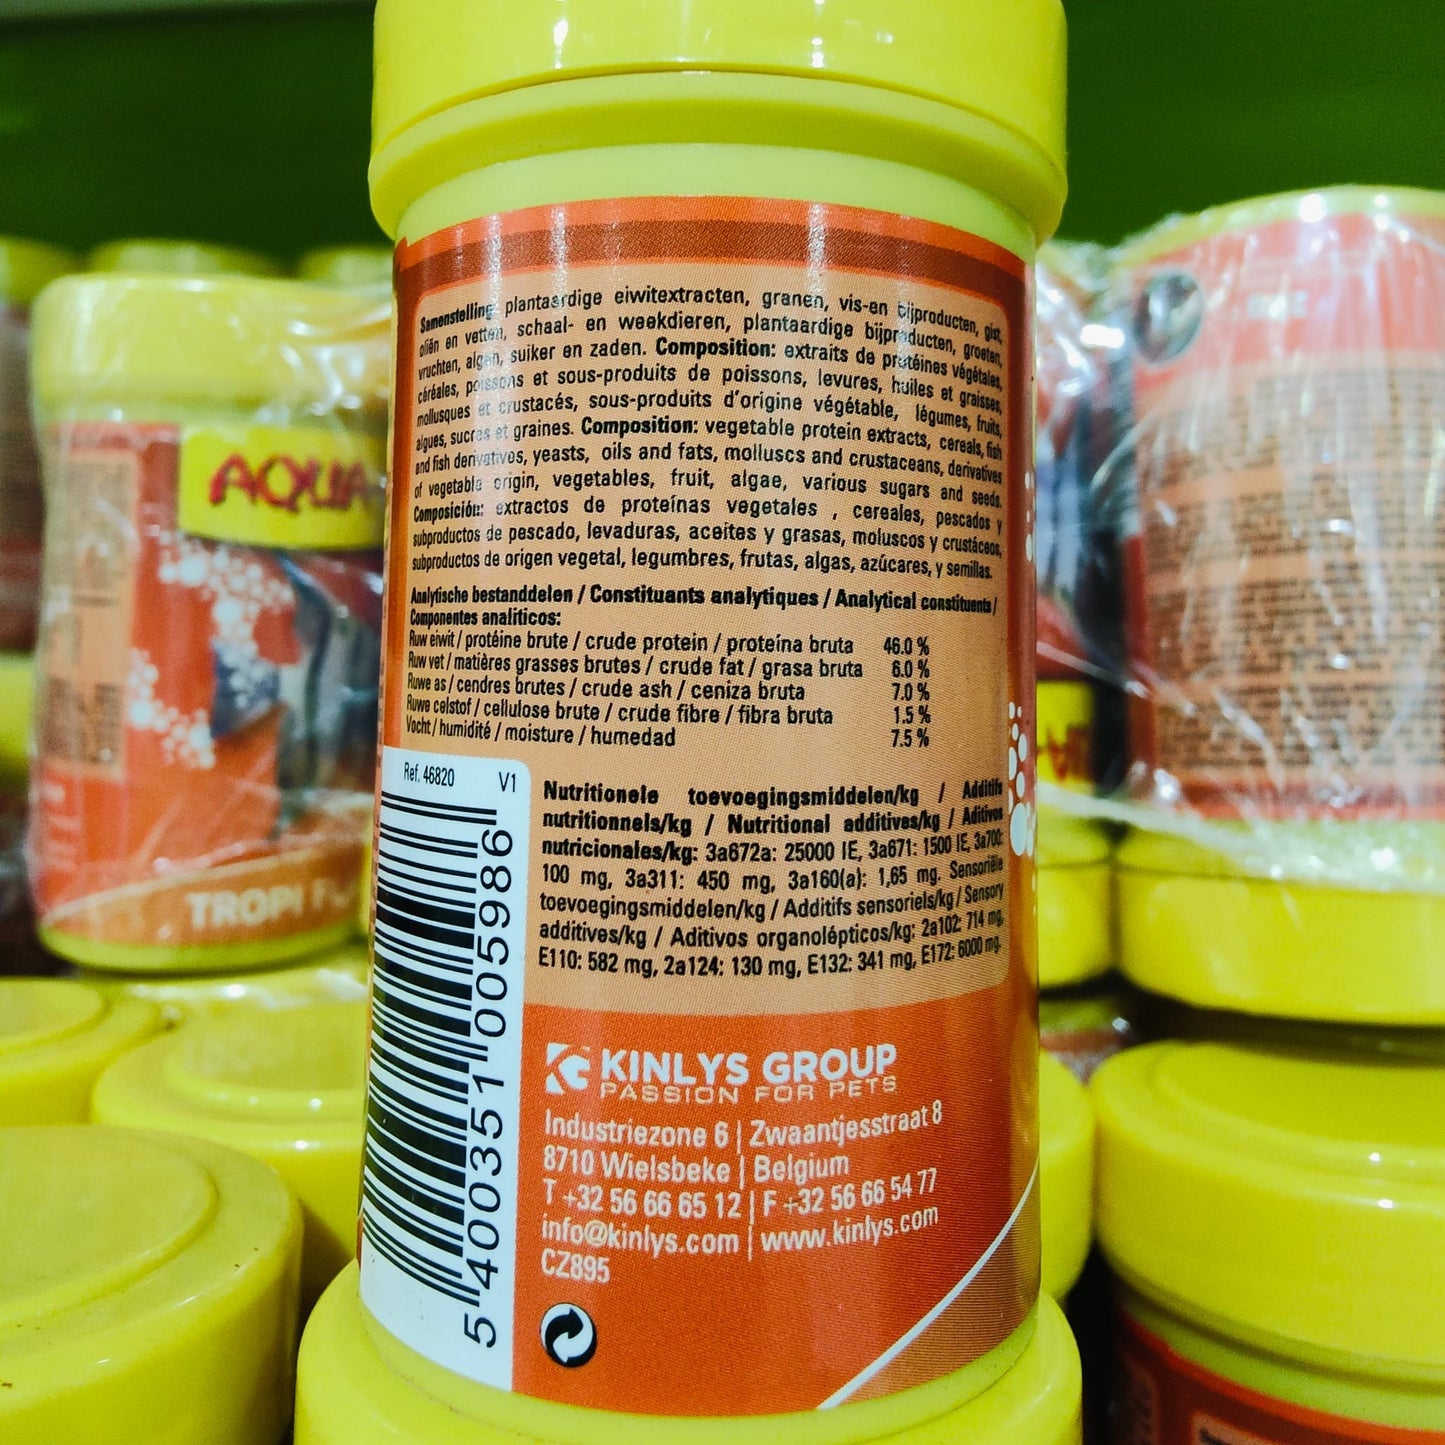 Samenstelling: plantaardige eiwitextracten, granen, vis-en bijproducten, gist,
oliën en vetten, schaal- en weekdieren, plantaardige bijproducten, groeten,
vruchten, algen, suiker en zaden. Composition: extraits de protéines végétales,
céréales, poissons et sous-produits de poissons, levures, huiles et graisses,
mollusques et crustacés, sous-produits d'origine végétable, légumes, fruits,
algues, sucres et graines. Composition: vegetable protein extracts, cereals, fish
and fish derivatives, yeasts, oils and fats, molluscs and crustaceans, derivatives
of vegetable origin, vegetables, fruit, algae, various sugars and seeds.
Composición: extractos de proteínas vegetales , cereales, pescados y
subproductos de pescado, levaduras, aceites y grasas, moluscos y crustáceos,
subproductos de origen vegetal, legumbres, frutas, algas, azúcares, y semillas.
Analytische bestanddelen / Constituants analytiques / Analytical constituents /
Componentes analíticos:
Ruw eiwit / protéine brute / crude protein / proteína bruta 46.0 %
Ruw vet / matières grasses brutes / crude fat / grasa bruta 6.0 %
Ruwe as / cendres brutes / crude ash / ceniza bruta 7.0 %
Ruwe celstof / cellulose brute / crude fibre / fibra bruta 1.5 %
Vocht / humidité / moisture / humedad 7.5 %
Ref. 46820 V1
Nutritionele toevoegingsmiddelen/kg / Additifs
nutritionnels/kg / Nutritional additives/kg / Aditivos
nutricionales/kg: 3a672a: 25000 IE, 3a671: 1500 IE, 3a700:
100 mg, 3a311: 450 mg, 3a160(a): 1,65 mg. Sensoriële
toevoegingsmiddelen/kg / Additifs sensoriels/kg / Sensory
additives/kg / Aditivos organolépticos/kg: 2a102: 714 mg,
E110: 582 mg, 2a124: 130 mg, E132: 341 mg, E172: 6000 mg.
5 400351 005986
KINLYS GROUP
PASSION FOR PETS
Industriezone 6 | Zwaantjesstraat 8
8710 Wielsbeke | Belgium
T +32 56 66 65 12 | F +32 56 66 54 77
info@kinlys.com | www.kinlys.com
CZ895
AQUA
TROPI